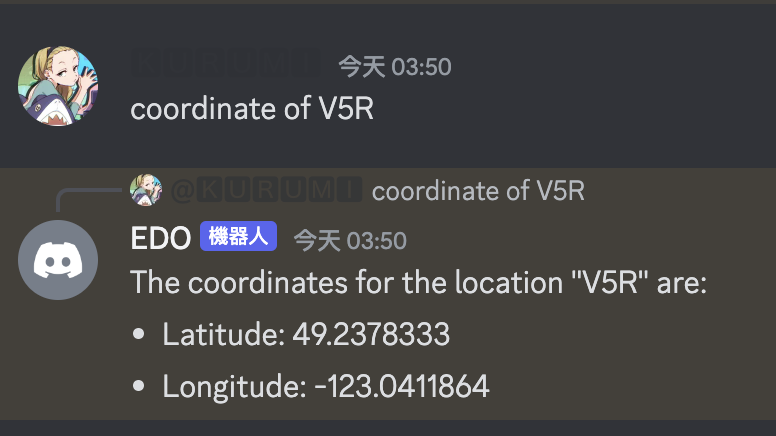 KURUMI 今天 03:50
coordinate of V5R
@KURUMI coordinate of V5R
EDO 機器人 今天 03:50
The coordinates for the location "V5R" are:
• Latitude: 49.2378333
• Longitude: -123.0411864